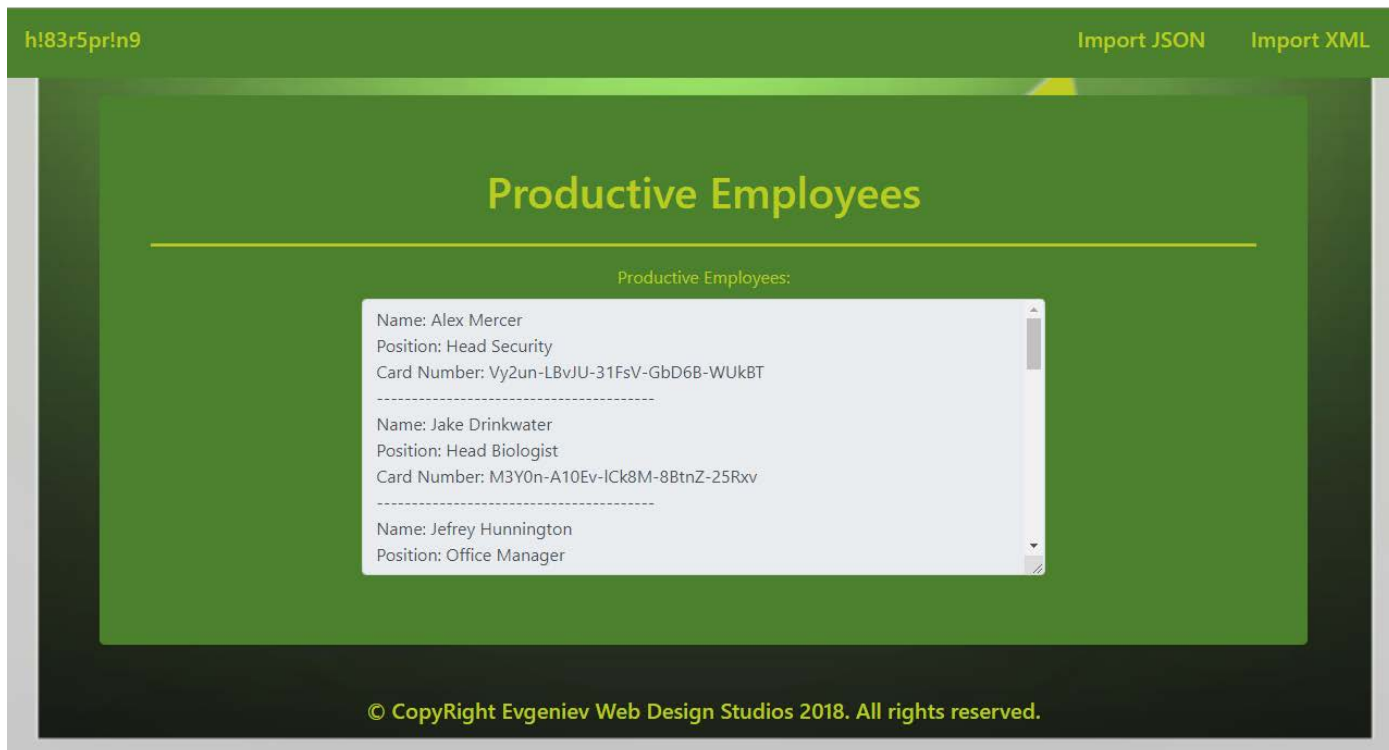 h!83r5pr!n9 Import JSON Import XML
Productive Employees
Productive Employees:
Name: Alex Mercer
Position: Head Security
Card Number: Vy2un-LBvJU-31FsV-GbD6B-WUkBT
----------------------------------------
Name: Jake Drinkwater
Position: Head Biologist
Card Number: M3Y0n-A10Ev-lCk8M-8BtnZ-25Rxv
----------------------------------------
Name: Jefrey Hunnington
Position: Office Manager
© CopyRight Evgeniev Web Design Studios 2018. All rights reserved.